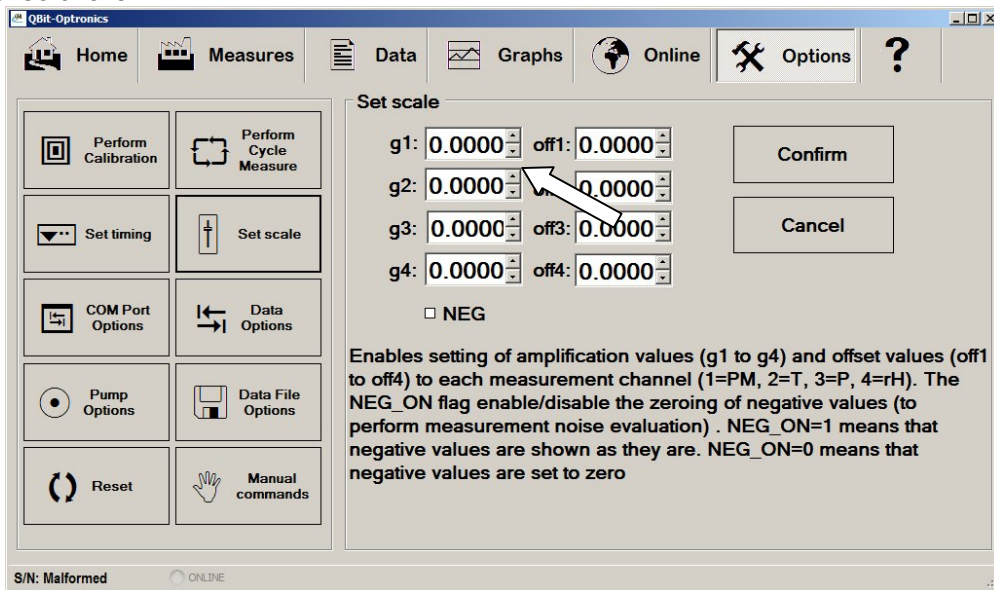 QBit-Optronics
Home Measures Data Graphs Online Options ?
Perform Calibration
Perform Cycle Measure
Set timing
Set scale
COM Port Options
Data Options
Pump Options
Data File Options
Reset
Manual commands
Set scale
g1: 0.0000 off1: 0.0000
g2: 0.0000 0.0000
g3: 0.0000 off3: 0.0000
g4: 0.0000 off4: 0.0000
NEG
Confirm
Cancel
Enables setting of amplification values (g1 to g4) and offset values (off1
to off4) to each measurement channel (1=PM, 2=T, 3=P, 4=rH). The
NEG_ON flag enable/disable the zeroing of negative values (to
perform measurement noise evaluation) . NEG_ON=1 means that
negative values are shown as they are. NEG_ON=0 means that
negative values are set to zero
S/N: Malformed ONLINE